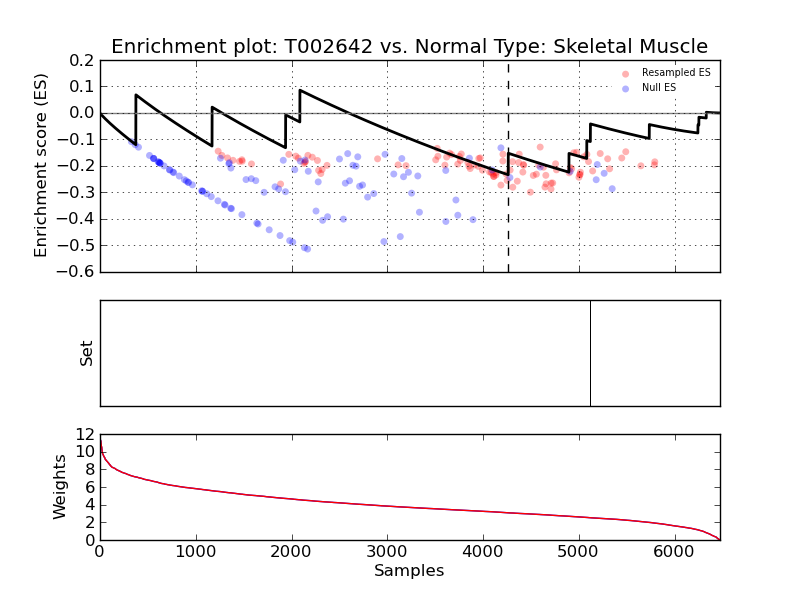 Enrichment plot: T002642 vs. Normal Type: Skeletal Muscle
0.2
0.1
0.0
−0.1
−0.2
−0.3
−0.4
−0.5
−0.6
Enrichment score (ES)
Resampled ES
Null ES
Set
12
10
8
6
4
2
0
Weights
0 1000 2000 3000 4000 5000 6000
Samples